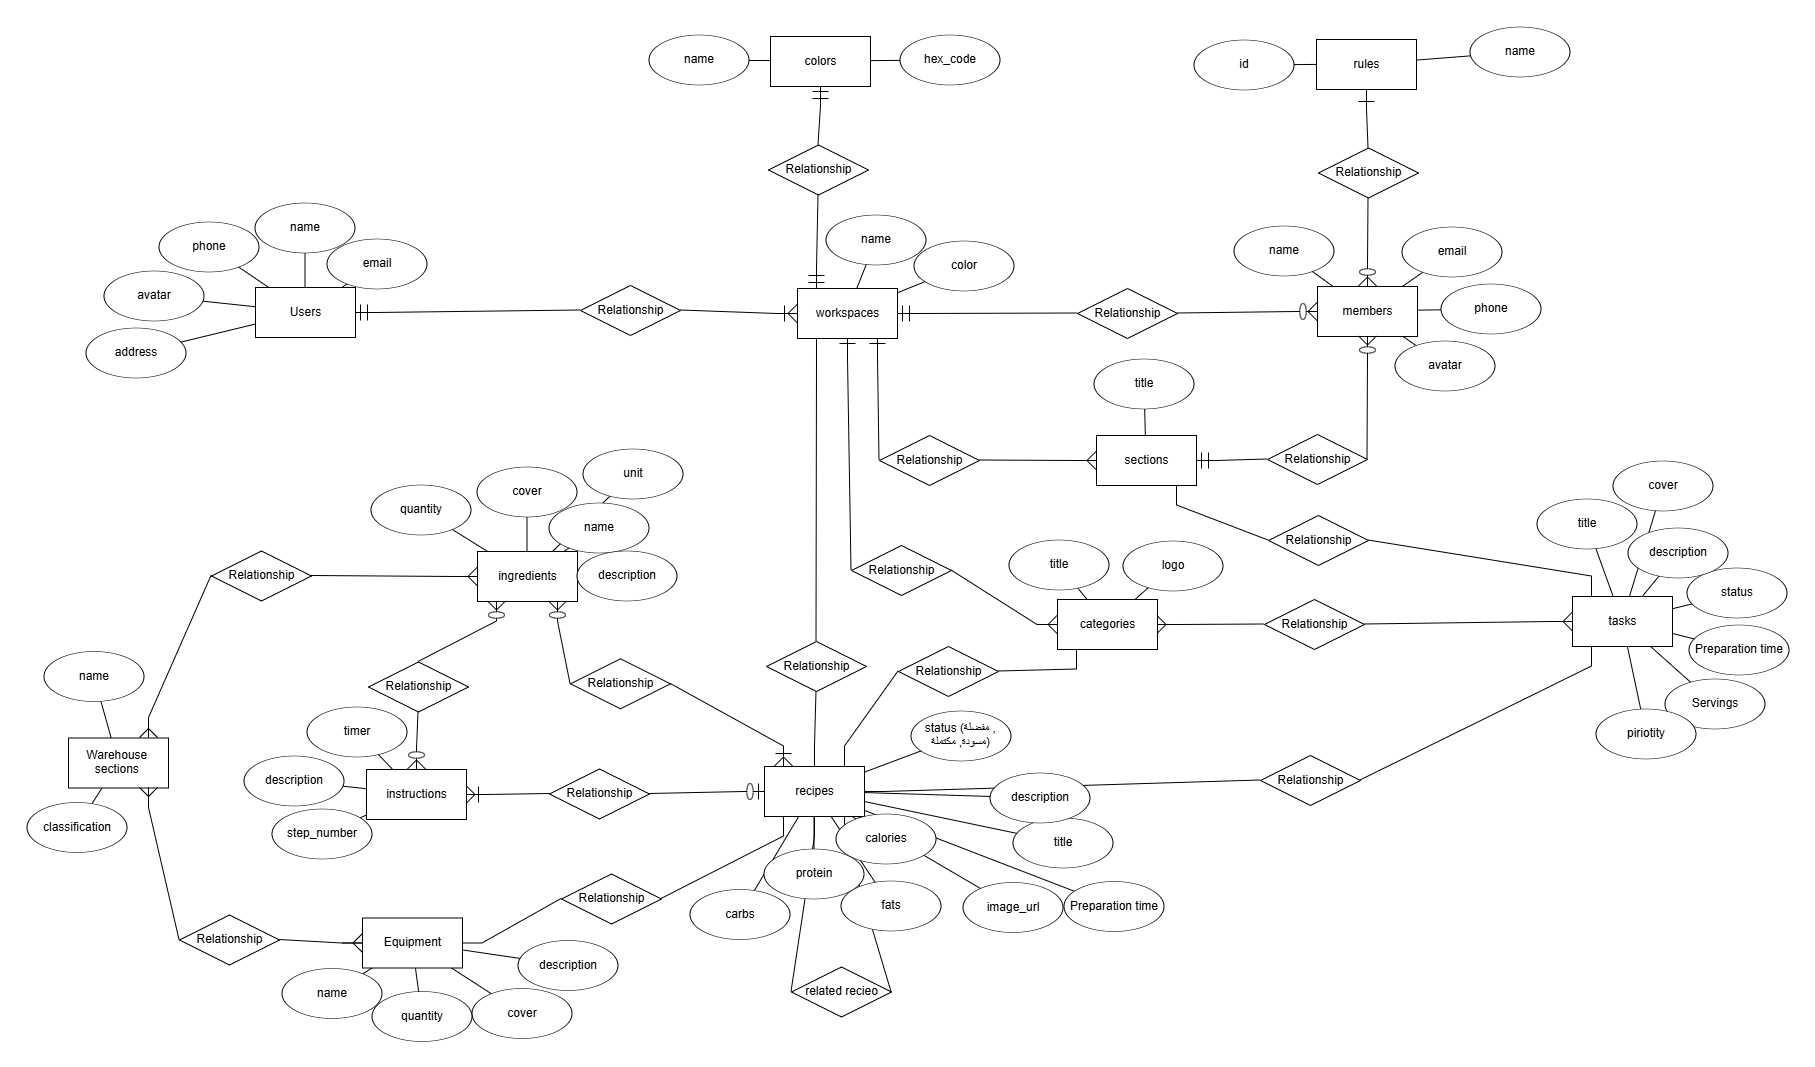 name
colors
hex_code
id
rules
name
Relationship
Relationship
phone
name
email
avatar
Users
address
Relationship
name
color
workspaces
Relationship
name
email
members
phone
avatar
title
Relationship
sections
Relationship
quantity
cover
unit
name
ingredients
description
Relationship
Relationship
title
cover
description
status
tasks
Preparation time
Servings
piriotity
Relationship
title
logo
categories
Relationship
Relationship
Relationship
Relationship
Relationship
name
Warehouse
sections
classification
timer
description
instructions
step_number
Relationship
status (مفضلة ,
مسودة, مكتملة)
recipes
description
title
calories
protein
carbs
fats
image_url
Preparation time
Relationship
Relationship
Relationship
Equipment
description
name
quantity
cover
related recieo